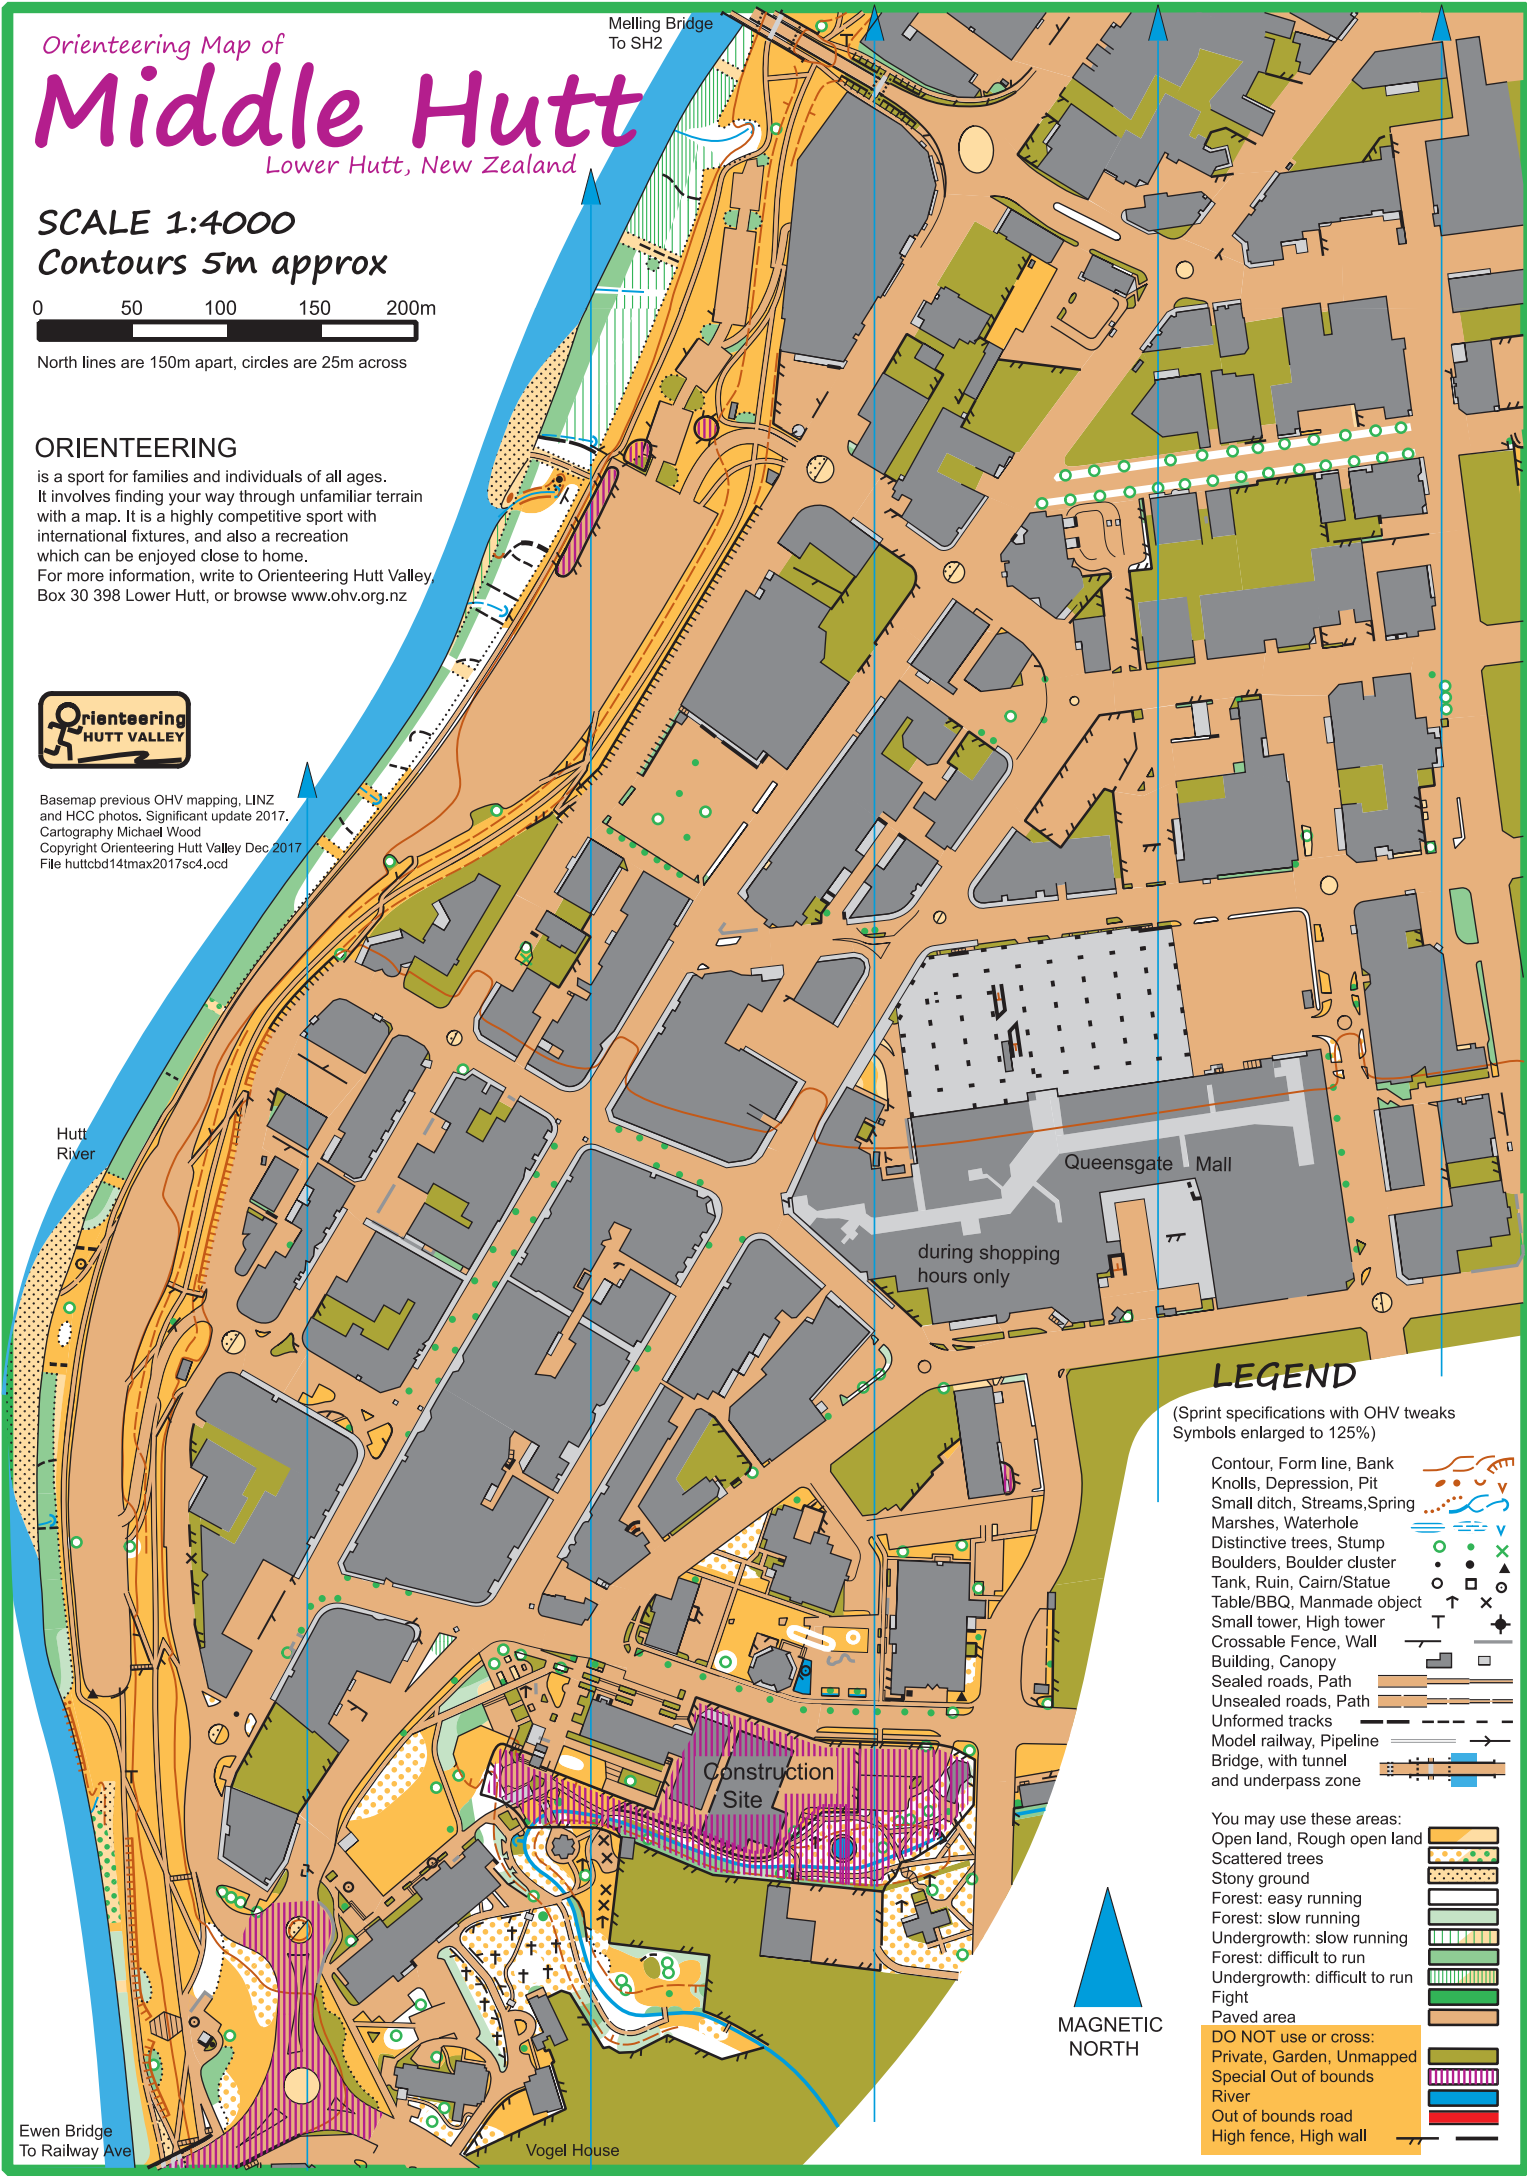 Melling Bridge
To SH2
Orienteering Map of
Middle Hutt
Lower Hutt, New Zealand
SCALE 1:4000
Contours 5m approx
0 50 100 150 200m
North lines are 150m apart, circles are 25m across
ORIENTEERING
is a sport for families and individuals of all ages.
It involves finding your way through unfamiliar terrain
with a map. It is a highly competitive sport with
international fixtures, and also a recreation
which can be enjoyed close to home.
For more information, write to Orienteering Hutt Valley,
Box 30 398 Lower Hutt, or browse www.ohv.org.nz
Orienteering
HUTT VALLEY
Basemap previous OHV mapping, LINZ
and HCC photos. Significant update 2017.
Cartography Michael Wood
Copyright Orienteering Hutt Valley Dec 2017
File huttcbd14tmax2017sc4.ocd
Hutt
River
Queensgate Mall
during shopping
hours only
Construction
Site
LEGEND
(Sprint specifications with OHV tweaks
Symbols enlarged to 125%)
Contour, Form line, Bank
Knolls, Depression, Pit
Small ditch, Streams,Spring
Marshes, Waterhole
Distinctive trees, Stump
Boulders, Boulder cluster
Tank, Ruin, Cairn/Statue
Table/BBQ, Manmade object
Small tower, High tower
Crossable Fence, Wall
Building, Canopy
Sealed roads, Path
Unsealed roads, Path
Unformed tracks
Model railway, Pipeline
Bridge, with tunnel
and underpass zone
You may use these areas:
Open land, Rough open land
Scattered trees
Stony ground
Forest: easy running
Forest: slow running
Undergrowth: slow running
Forest: difficult to run
Undergrowth: difficult to run
Fight
Paved area
DO NOT use or cross:
Private, Garden, Unmapped
Special Out of bounds
River
Out of bounds road
High fence, High wall
MAGNETIC
NORTH
Ewen Bridge
To Railway Ave
Vogel House